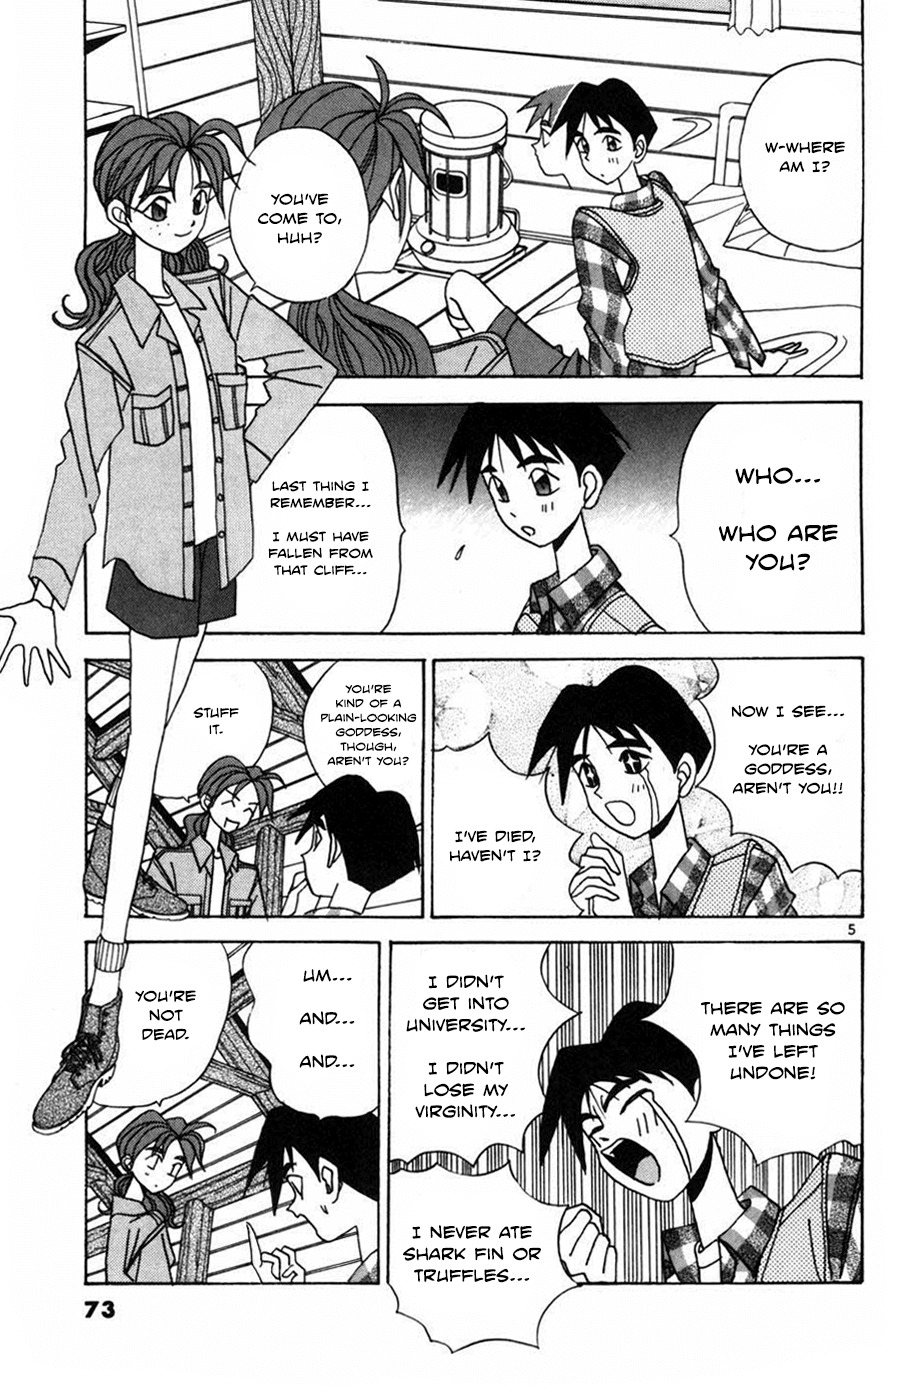 W-WHERE
AM I?
YOU'VE
COME TO,
HUH?
WHO...
WHO ARE
YOU?
LAST THING I
REMEMBER...
I MUST HAVE
FALLEN FROM
THAT CLIFF...
NOW I SEE...
YOU'RE A
GODDESS,
AREN'T YOU!!
I'VE DIED,
HAVEN'T I?
YOU'RE
KIND OF A
PLAIN-LOOKING
GODDESS,
THOUGH,
AREN'T YOU?
STUFF
IT.
5
THERE ARE SO
MANY THINGS
I'VE LEFT
UNDONE!
I DIDN'T
GET INTO
UNIVERSITY...
I DIDN'T
LOSE MY
VIRGINITY...
I NEVER ATE
SHARK FIN OR
TRUFFLES...
UM...
AND...
AND...
YOU'RE
NOT
DEAD.
73